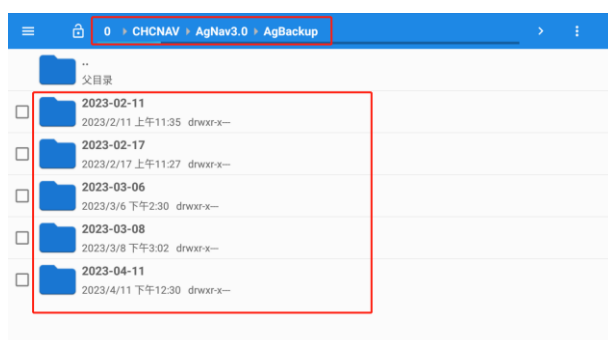 0 › CHCNAV › AgNav3.0 › AgBackup
..
父目录
2023-02-11
2023/2/11 上午11:35 drwxr-x---
2023-02-17
2023/2/17 上午11:27 drwxr-x---
2023-03-06
2023/3/6 下午2:30 drwxr-x---
2023-03-08
2023/3/8 下午3:02 drwxr-x---
2023-04-11
2023/4/11 下午12:30 drwxr-x---